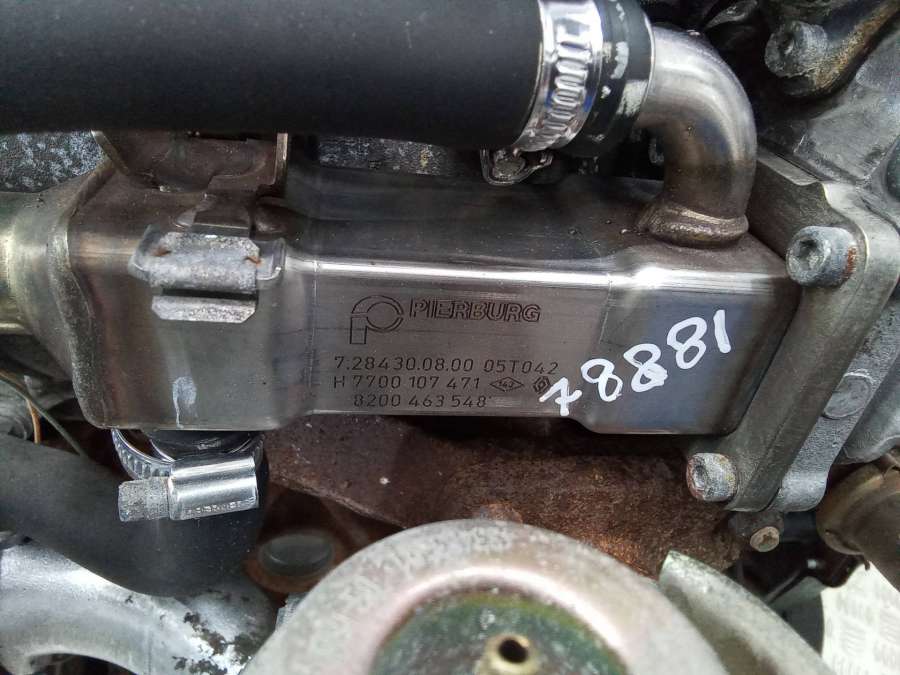 PIERBURG
7.28430.08.00 05T042
H 7700 107 471
8200 463 548
78881